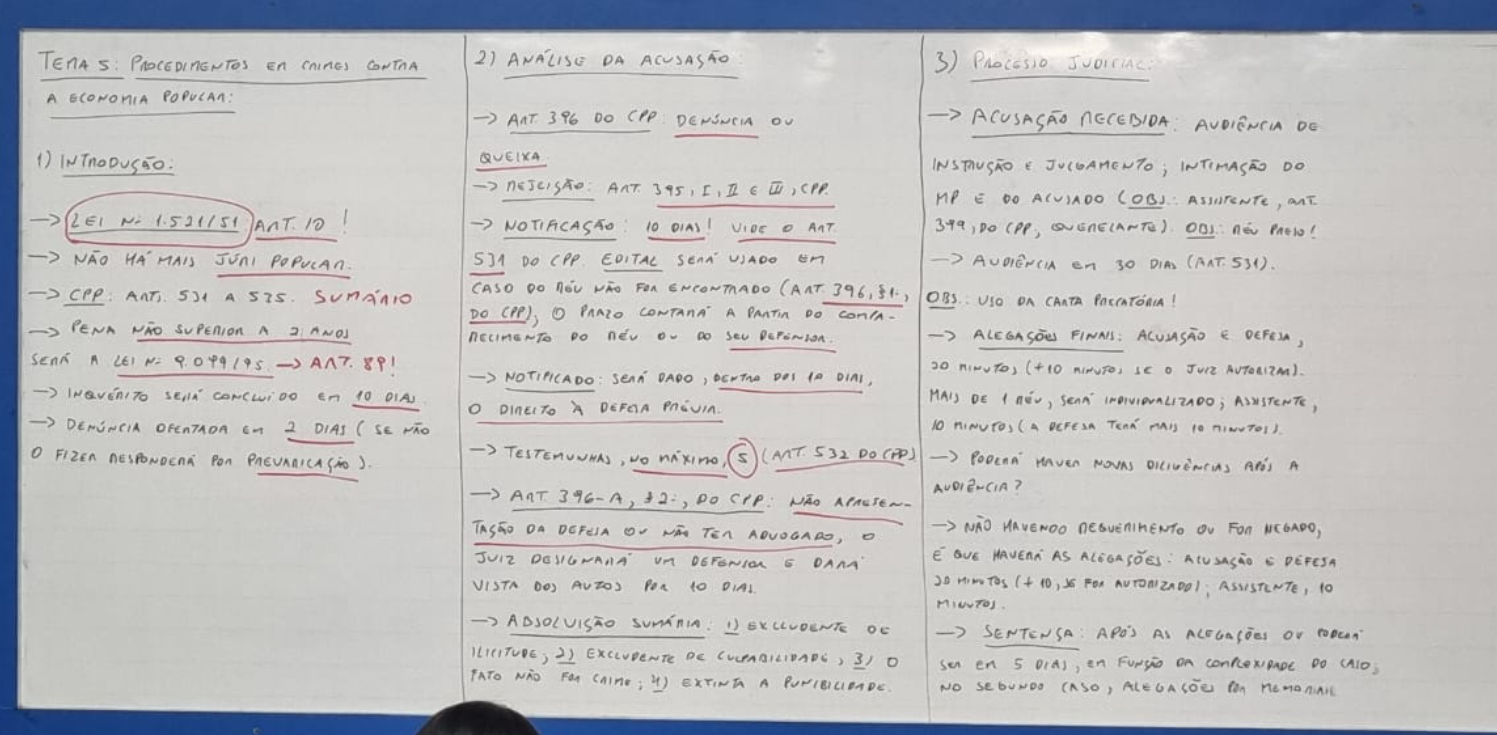 TEMA 5: PROCEDIMENTOS EM CRIMES CONTRA
A ECONOMIA POPULAR:
1) INTRODUÇÃO:
→ LEI Nº 1.521/51 ART. 10!
→ NÃO HÁ MAIS JÚRI POPULAR.
→ CPP: ARTS. 531 A 535. SUMÁRIO
→ PENA NÃO SUPERIOR A 2 ANOS
SERÁ A LEI Nº 9.099/95. → ART. 89!
→ INQUÉRITO SERÁ CONCLUÍDO EM 10 DIAS.
→ DENÚNCIA OFERTADA EM 2 DIAS (SE NÃO
O FIZER RESPONDERÁ POR PREVARICAÇÃO).
2) ANÁLISE DA ACUSAÇÃO:
→ ART. 396 DO CPP: DENÚNCIA OU
QUEIXA.
→ REJEIÇÃO: ART. 395, I, II E III, CPP.
→ NOTIFICAÇÃO: 10 DIAS! VIDE O ART.
531 DO CPP. EDITAL SERÁ USADO EM
CASO DO RÉU NÃO FOR ENCONTRADO (ART. 396, §1º,
DO CPP), O PRAZO CONTARÁ A PARTIR DO COMPA-
RECIMENTO DO RÉU OU DO SEU DEFENSOR.
→ NOTIFICADO: SERÁ DADO, DENTRO DOS 10 DIAS,
O DIREITO À DEFESA PRÉVIA.
→ TESTEMUNHAS, NO MÁXIMO, 5 (ART. 532 DO CPP)
→ ART 396-A, §2º, DO CPP: NÃO APRESEN-
TAÇÃO DA DEFESA OU NÃO TER ADVOGADO, O
JUIZ DESIGNARÁ UM DEFENSOR E DARÁ
VISTA DOS AUTOS POR 10 DIAS.
→ ABSOLVIÇÃO SUMÁRIA: 1) EXCLUDENTE DE
ILICITUDE; 2) EXCLUDENTE DE CULPABILIDADE; 3) O
FATO NÃO FOR CRIME; 4) EXTINTA A PUNIBILIDADE.
3) PROCESSO JUDICIAL:
→ ACUSAÇÃO RECEBIDA: AUDIÊNCIA DE
INSTRUÇÃO E JULGAMENTO; INTIMAÇÃO DO
MP E DO ACUSADO (OBS.: ASSISTENTE, ART.
399, DO CPP, QUERELANTE). OBS.: RÉU PRESO!
→ AUDIÊNCIA EM 30 DIAS (ART. 531).
OBS.: USO DA CARTA PRECATÓRIA!
→ ALEGAÇÕES FINAIS: ACUSAÇÃO E DEFESA,
20 MINUTOS (+10 MINUTOS SE O JUIZ AUTORIZAR).
MAIS DE 1 RÉU, SERÁ INDIVIDUALIZADO; ASSISTENTE,
10 MINUTOS (A DEFESA TERÁ MAIS 10 MINUTOS).
→ PODERÁ HAVER NOVAS DILIGÊNCIAS APÓS A
AUDIÊNCIA?
→ NÃO HAVENDO REQUERIMENTO OU FOR NEGADO,
É QUE HAVERÁ AS ALEGAÇÕES: ACUSAÇÃO E DEFESA
20 MINUTOS (+ 10, SE FOR AUTORIZADO); ASSISTENTE, 10
MINUTOS.
→ SENTENÇA: APÓS AS ALEGAÇÕES OU PODERÁ
SER EM 5 DIAS, EM FUNÇÃO DA COMPLEXIDADE DO CASO;
NO SEGUNDO CASO, ALEGAÇÕES POR MEMORIAIS